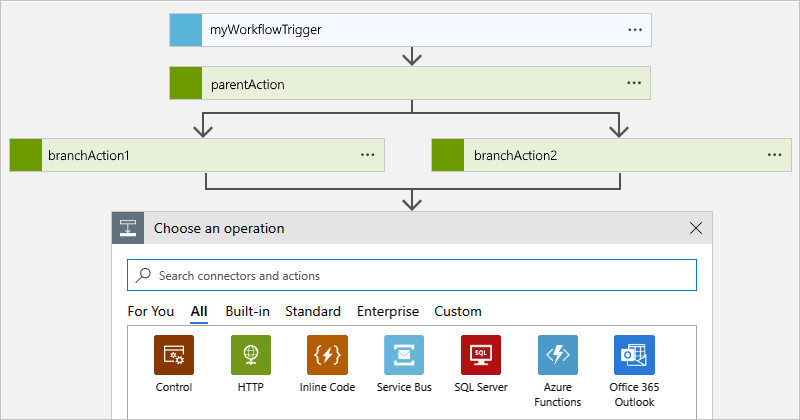 myWorkflowTrigger
parentAction
branchAction1
branchAction2
Choose an operation
Search connectors and actions
For You All Built-in Standard Enterprise Custom
Control HTTP Inline Code Service Bus SQL Server Azure Functions Office 365 Outlook
SQL